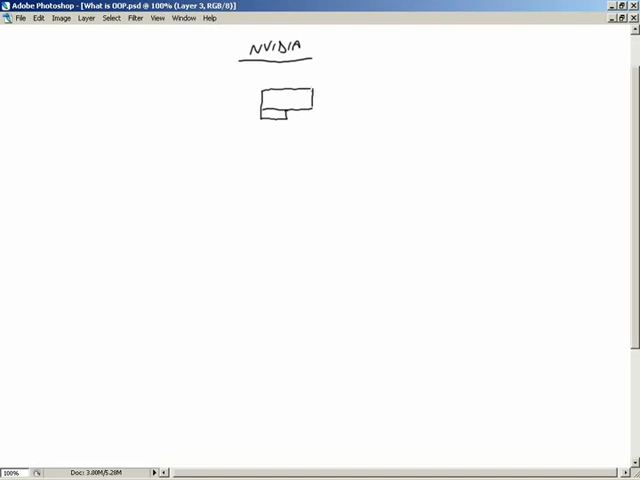 Adobe Photoshop - [What is OOP.psd @ 100% (Layer 3, RGB/8)]
File Edit Image Layer Select Filter View Window Help
NVIDIA
100% Doc: 3.00M/5.28M